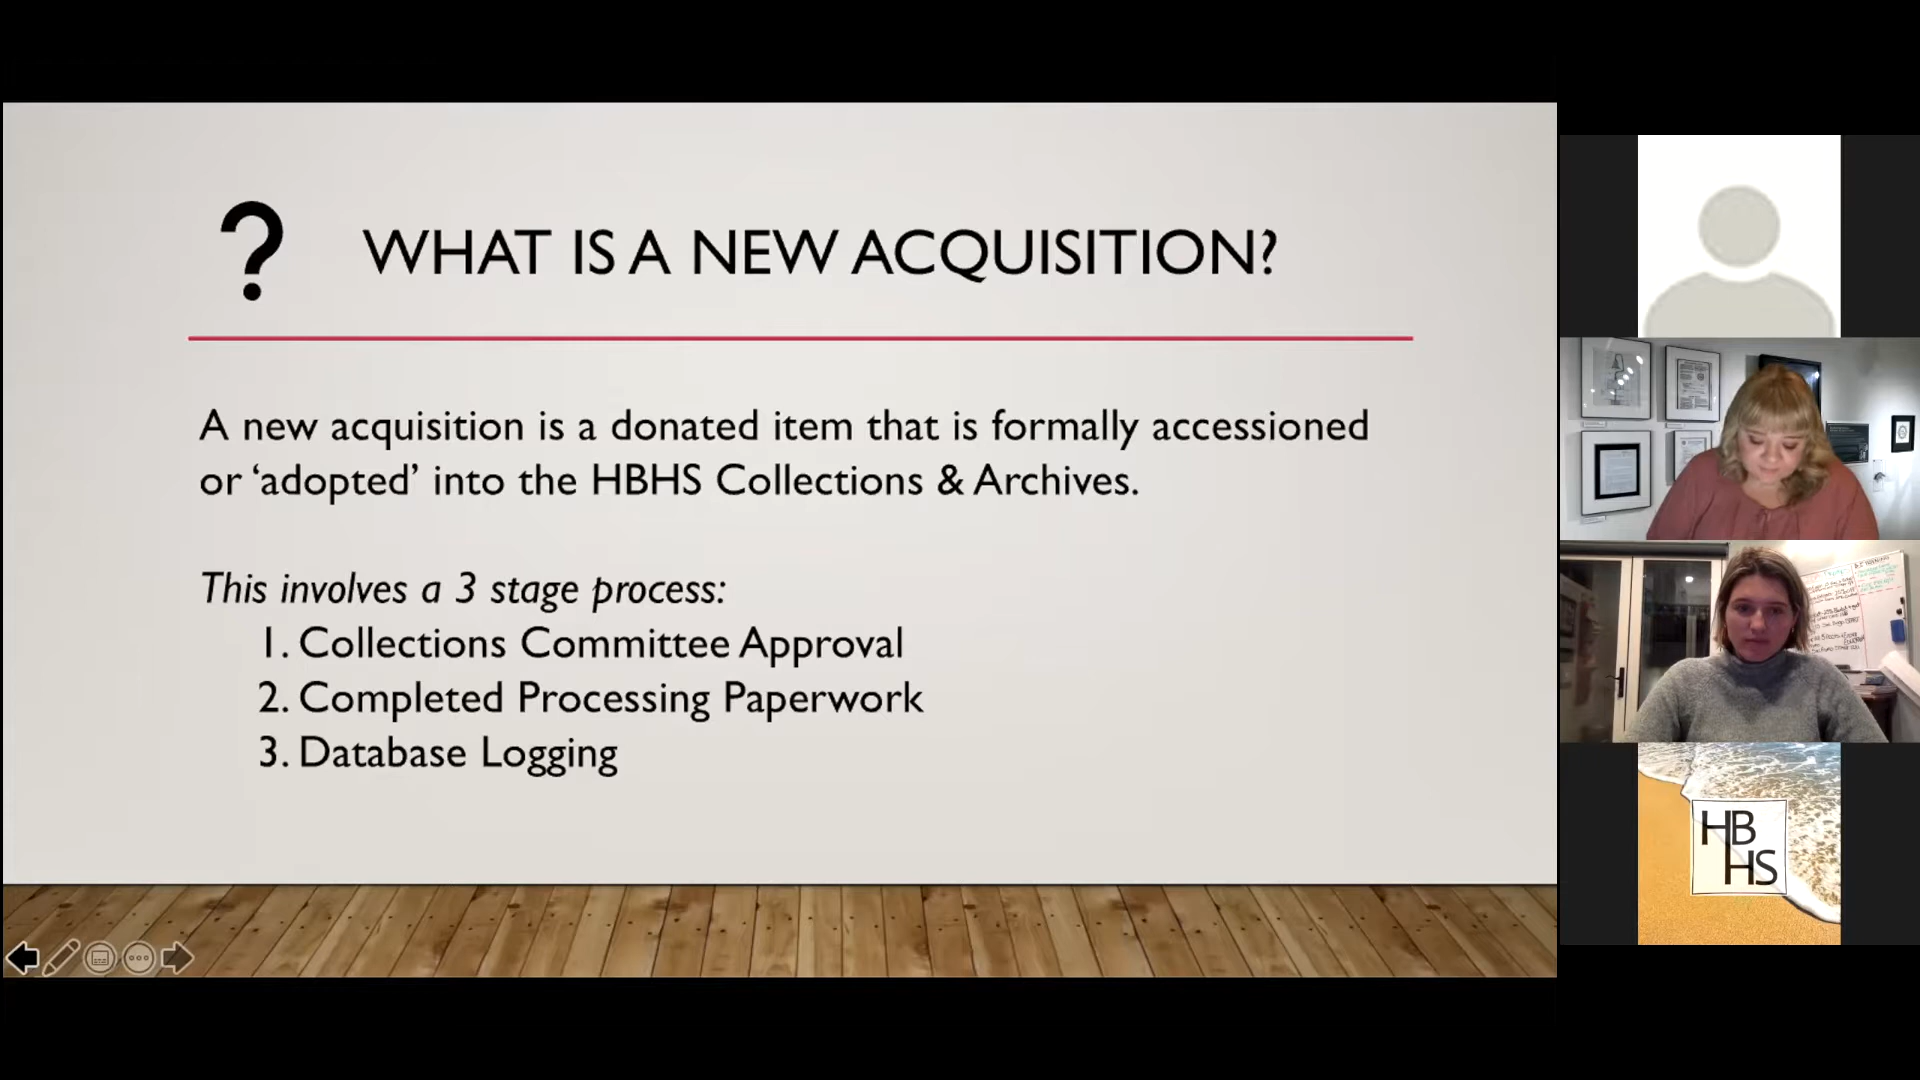 ? WHAT IS A NEW ACQUISITION?
A new acquisition is a donated item that is formally accessioned
or ‘adopted’ into the HBHS Collections & Archives.
This involves a 3 stage process:
1. Collections Committee Approval
2. Completed Processing Paperwork
3. Database Logging
HB
HS